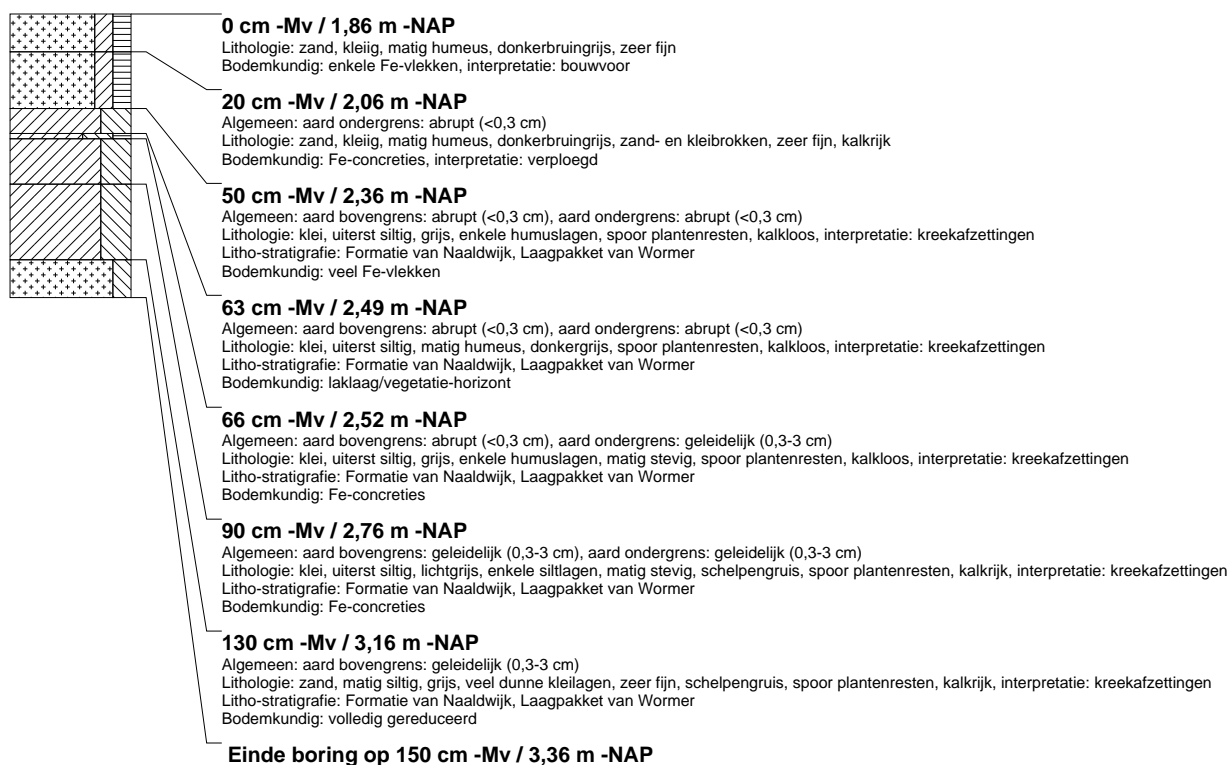 0 cm -Mv / 1,86 m -NAP
Lithologie: zand, kleiig, matig humeus, donkerbruingrijs, zeer fijn
Bodemkundig: enkele Fe-vlekken, interpretatie: bouwvoor
20 cm -Mv / 2,06 m -NAP
Algemeen: aard ondergrens: abrupt (<0,3 cm)
Lithologie: zand, kleiig, matig humeus, donkerbruingrijs, zand- en kleibrokken, zeer fijn, kalkrijk
Bodemkundig: Fe-concreties, interpretatie: verploegd
50 cm -Mv / 2,36 m -NAP
Algemeen: aard bovengrens: abrupt (<0,3 cm), aard ondergrens: abrupt (<0,3 cm)
Lithologie: klei, uiterst siltig, grijs, enkele humuslagen, spoor plantenresten, kalkloos, interpretatie: kreekafzettingen
Litho-stratigrafie: Formatie van Naaldwijk, Laagpakket van Wormer
Bodemkundig: veel Fe-vlekken
63 cm -Mv / 2,49 m -NAP
Algemeen: aard bovengrens: abrupt (<0,3 cm), aard ondergrens: abrupt (<0,3 cm)
Lithologie: klei, uiterst siltig, matig humeus, donkergrijs, spoor plantenresten, kalkloos, interpretatie: kreekafzettingen
Litho-stratigrafie: Formatie van Naaldwijk, Laagpakket van Wormer
Bodemkundig: laklaag/vegetatie-horizont
66 cm -Mv / 2,52 m -NAP
Algemeen: aard bovengrens: abrupt (<0,3 cm), aard ondergrens: geleidelijk (0,3-3 cm)
Lithologie: klei, uiterst siltig, grijs, enkele humuslagen, matig stevig, spoor plantenresten, kalkloos, interpretatie: kreekafzettingen
Litho-stratigrafie: Formatie van Naaldwijk, Laagpakket van Wormer
Bodemkundig: Fe-concreties
90 cm -Mv / 2,76 m -NAP
Algemeen: aard bovengrens: geleidelijk (0,3-3 cm), aard ondergrens: geleidelijk (0,3-3 cm)
Lithologie: klei, uiterst siltig, lichtgrijs, enkele siltlagen, matig stevig, schelpengruis, spoor plantenresten, kalkrijk, interpretatie: kreekafzettingen
Litho-stratigrafie: Formatie van Naaldwijk, Laagpakket van Wormer
Bodemkundig: Fe-concreties
130 cm -Mv / 3,16 m -NAP
Algemeen: aard bovengrens: geleidelijk (0,3-3 cm)
Lithologie: zand, matig siltig, grijs, veel dunne kleilagen, zeer fijn, schelpengruis, spoor plantenresten, kalkrijk, interpretatie: kreekafzettingen
Litho-stratigrafie: Formatie van Naaldwijk, Laagpakket van Wormer
Bodemkundig: volledig gereduceerd
Einde boring op 150 cm -Mv / 3,36 m -NAP